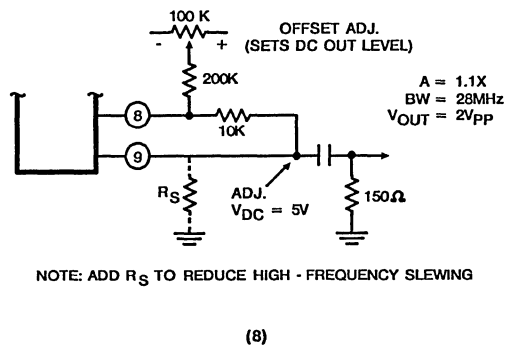 100 K
- +
OFFSET ADJ.
(SETS DC OUT LEVEL)
200K
A = 1.1X
BW = 28MHz
VOUT = 2VPP
8
10K
9
RS
ADJ.
VDC = 5V
150Ω
NOTE: ADD RS TO REDUCE HIGH - FREQUENCY SLEWING
(8)